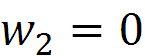 w₂ = 0